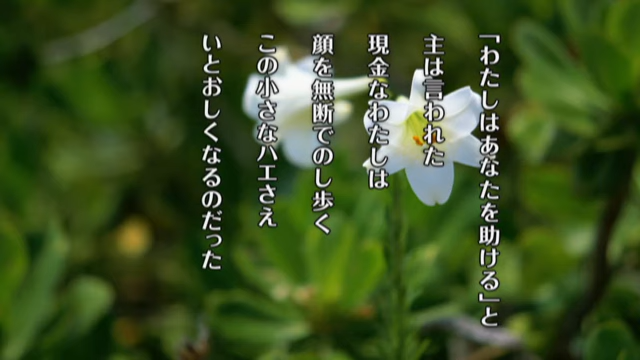 「わたしはあなたを助ける」と
主は言われた
現金なわたしは
顔を無断でのし歩く
この小さなハエさえ
いとおしくなるのだった